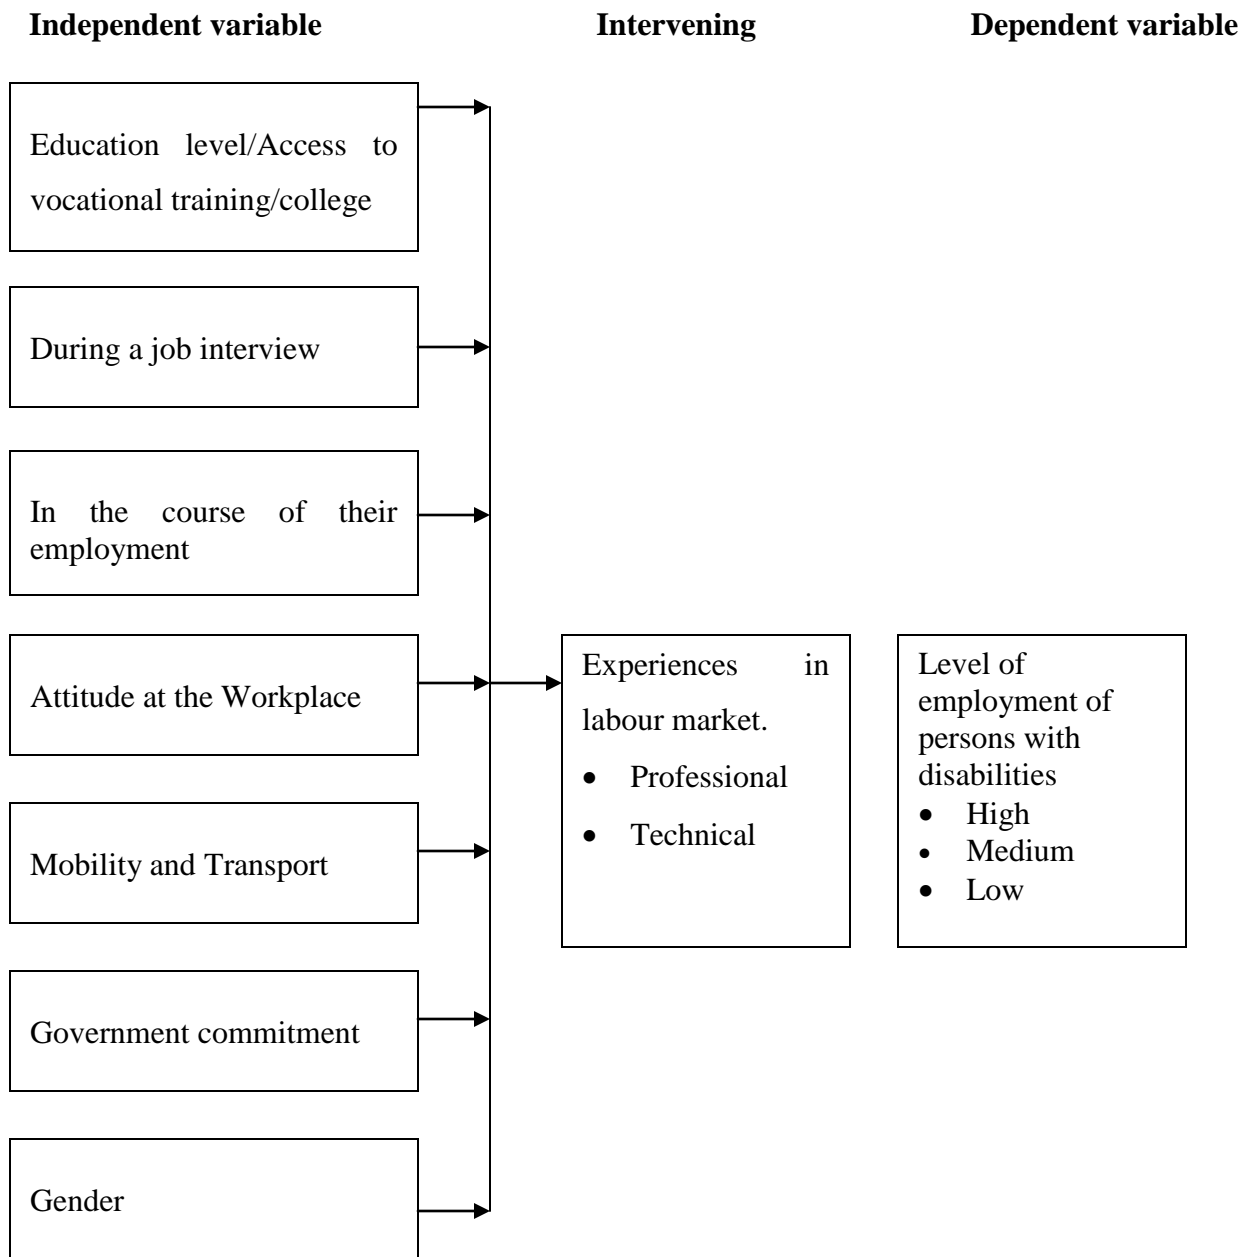 Independent variable
Intervening
Dependent variable
Education level/Access to
vocational training/college
During a job interview
In the course of their
employment
Attitude at the Workplace
Mobility and Transport
Government commitment
Gender
Experiences in
labour market.
• Professional
• Technical
Level of
employment of
persons with
disabilities
• High
• Medium
• Low